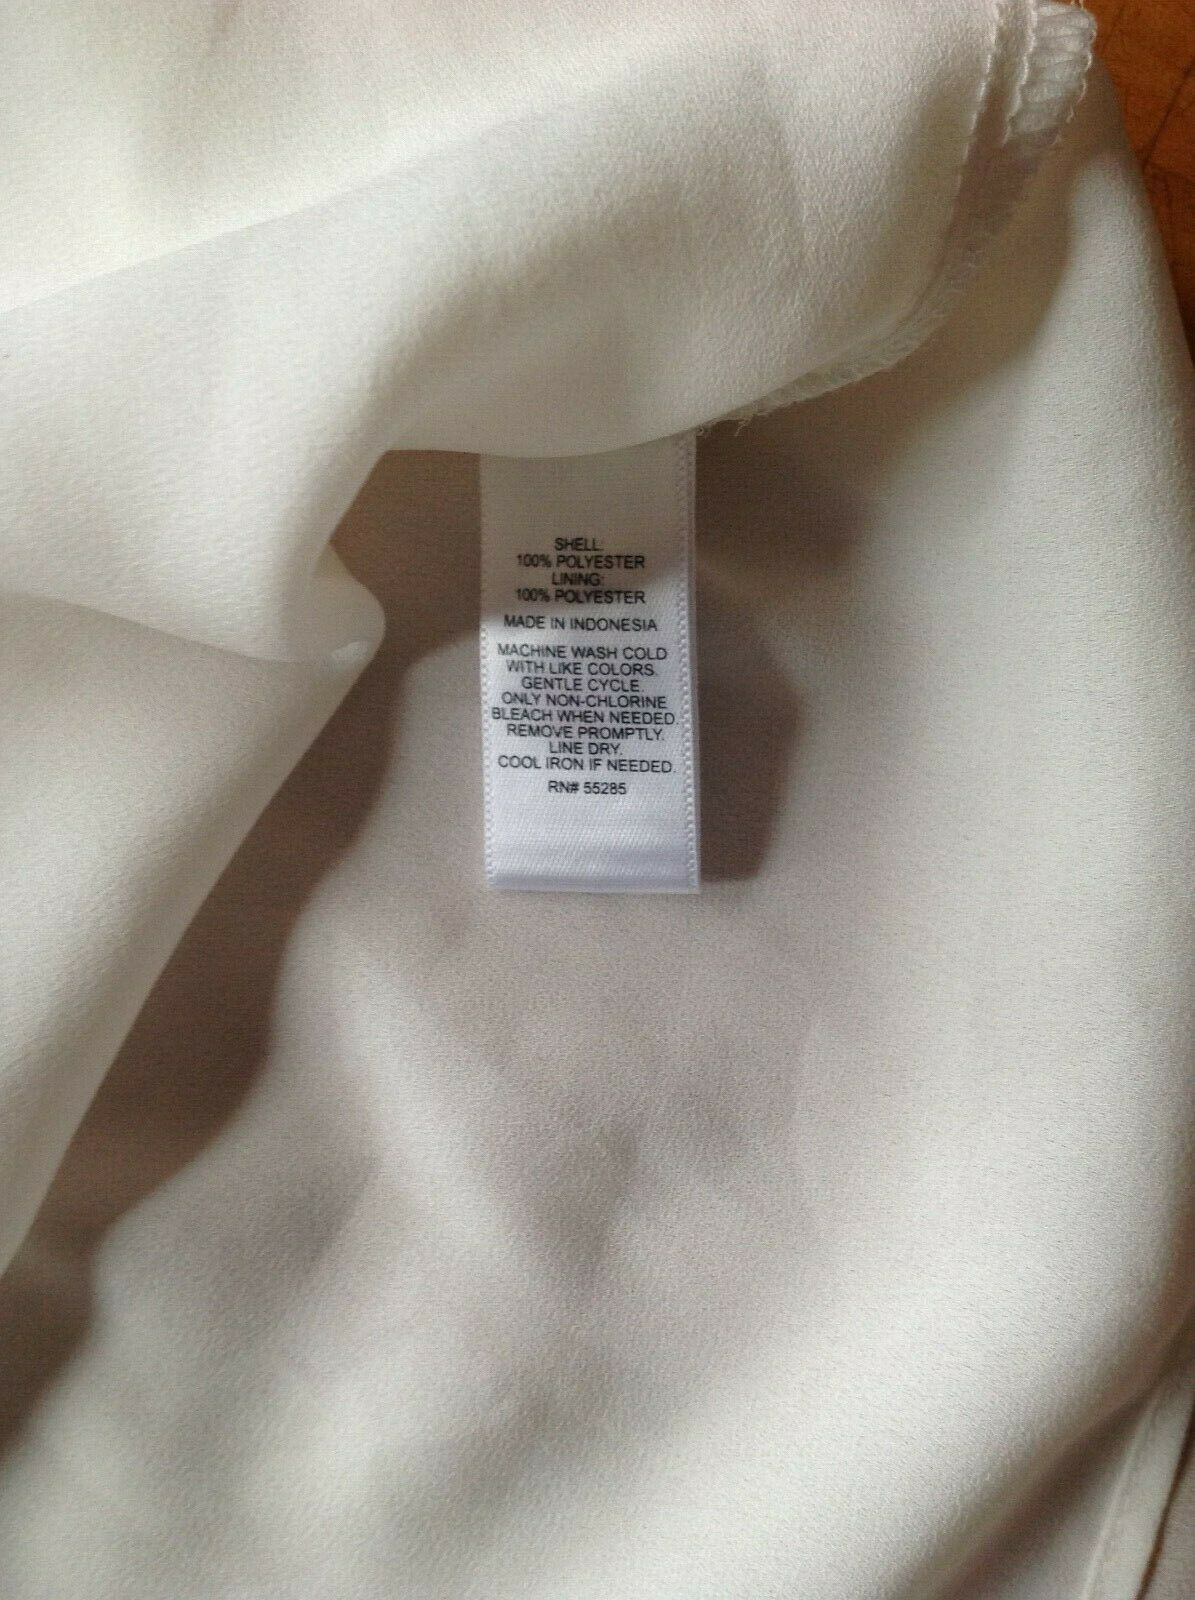 SHELL:
100% POLYESTER
LINING:
100% POLYESTER
MADE IN INDONESIA
MACHINE WASH COLD
WITH LIKE COLORS.
GENTLE CYCLE.
ONLY NON-CHLORINE
BLEACH WHEN NEEDED.
REMOVE PROMPTLY.
LINE DRY.
COOL IRON IF NEEDED.
RN# 55285